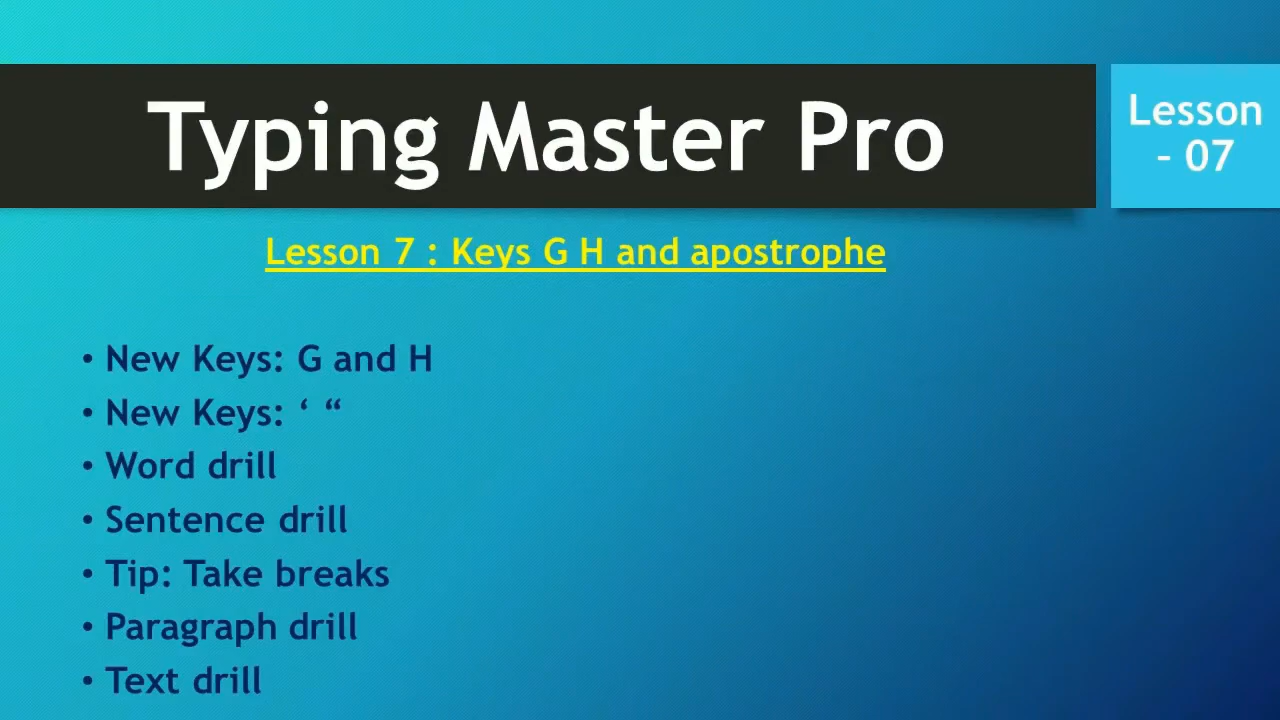 Typing Master Pro
Lesson
– 07
Lesson 7 : Keys G H and apostrophe
• New Keys: G and H
• New Keys: ‘ “
• Word drill
• Sentence drill
• Tip: Take breaks
• Paragraph drill
• Text drill